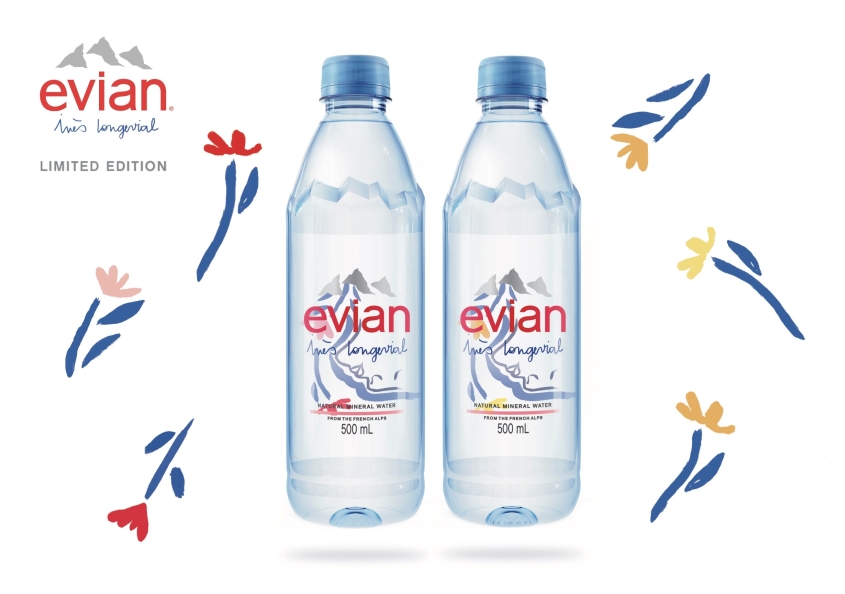 evian®
inès longevial
LIMITED EDITION
evian
inès longevial
NATURAL MINERAL WATER
FROM THE FRENCH ALPS
500 mL
evian
inès longevial
NATURAL MINERAL WATER
FROM THE FRENCH ALPS
500 mL